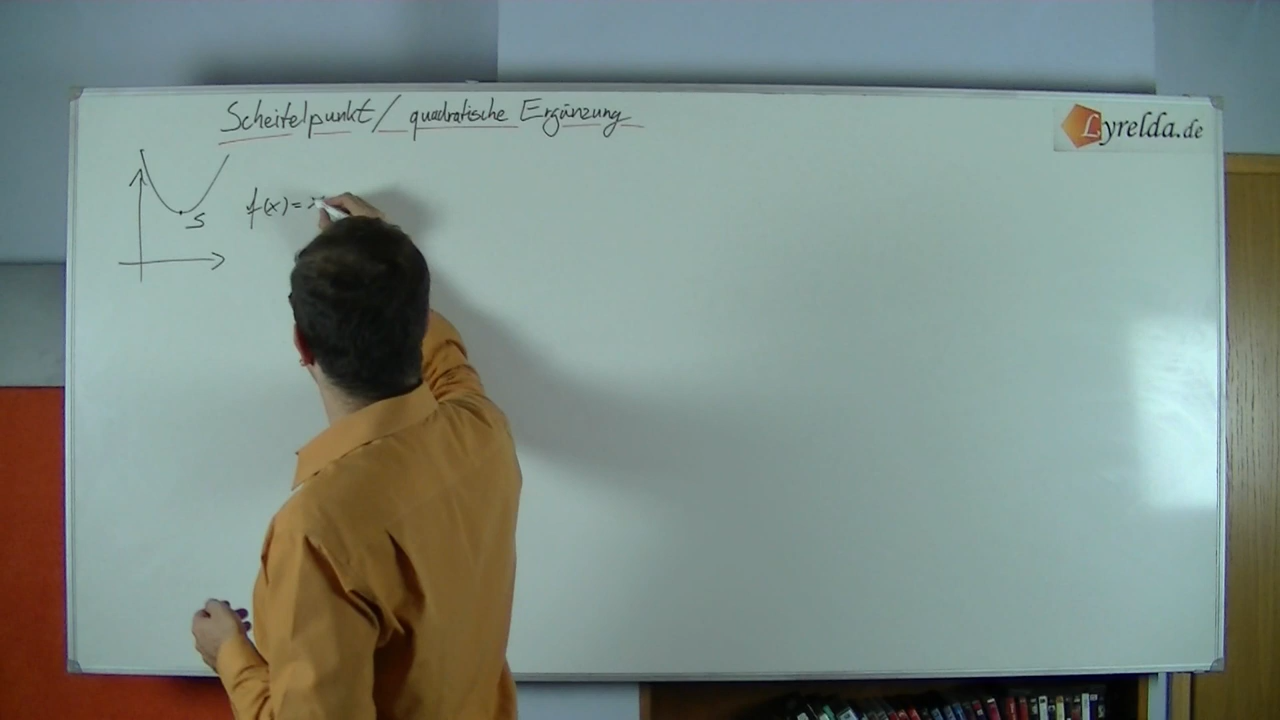 Scheitelpunkt/ quadratische Ergänzung
Lyrelda.de
S
f(x)=